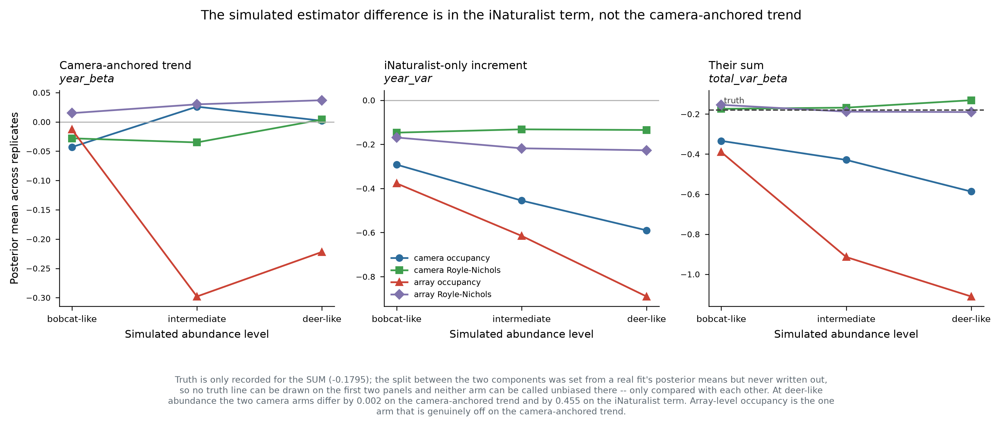 The simulated estimator difference is in the iNaturalist term, not the camera-anchored trend
Camera-anchored trend
year_beta
Posterior mean across replicates
0.05
0.00
−0.05
−0.10
−0.15
−0.20
−0.25
−0.30
bobcat-like
intermediate
deer-like
Simulated abundance level
iNaturalist-only increment
year_var
0.0
−0.2
−0.4
−0.6
−0.8
camera occupancy
camera Royle-Nichols
array occupancy
array Royle-Nichols
bobcat-like
intermediate
deer-like
Simulated abundance level
Their sum
total_var_beta
truth
−0.2
−0.4
−0.6
−0.8
−1.0
bobcat-like
intermediate
deer-like
Simulated abundance level
Truth is only recorded for the SUM (-0.1795); the split between the two components was set from a real fit's posterior means but never written out,
so no truth line can be drawn on the first two panels and neither arm can be called unbiased there -- only compared with each other. At deer-like
abundance the two camera arms differ by 0.002 on the camera-anchored trend and by 0.455 on the iNaturalist term. Array-level occupancy is the one
arm that is genuinely off on the camera-anchored trend.